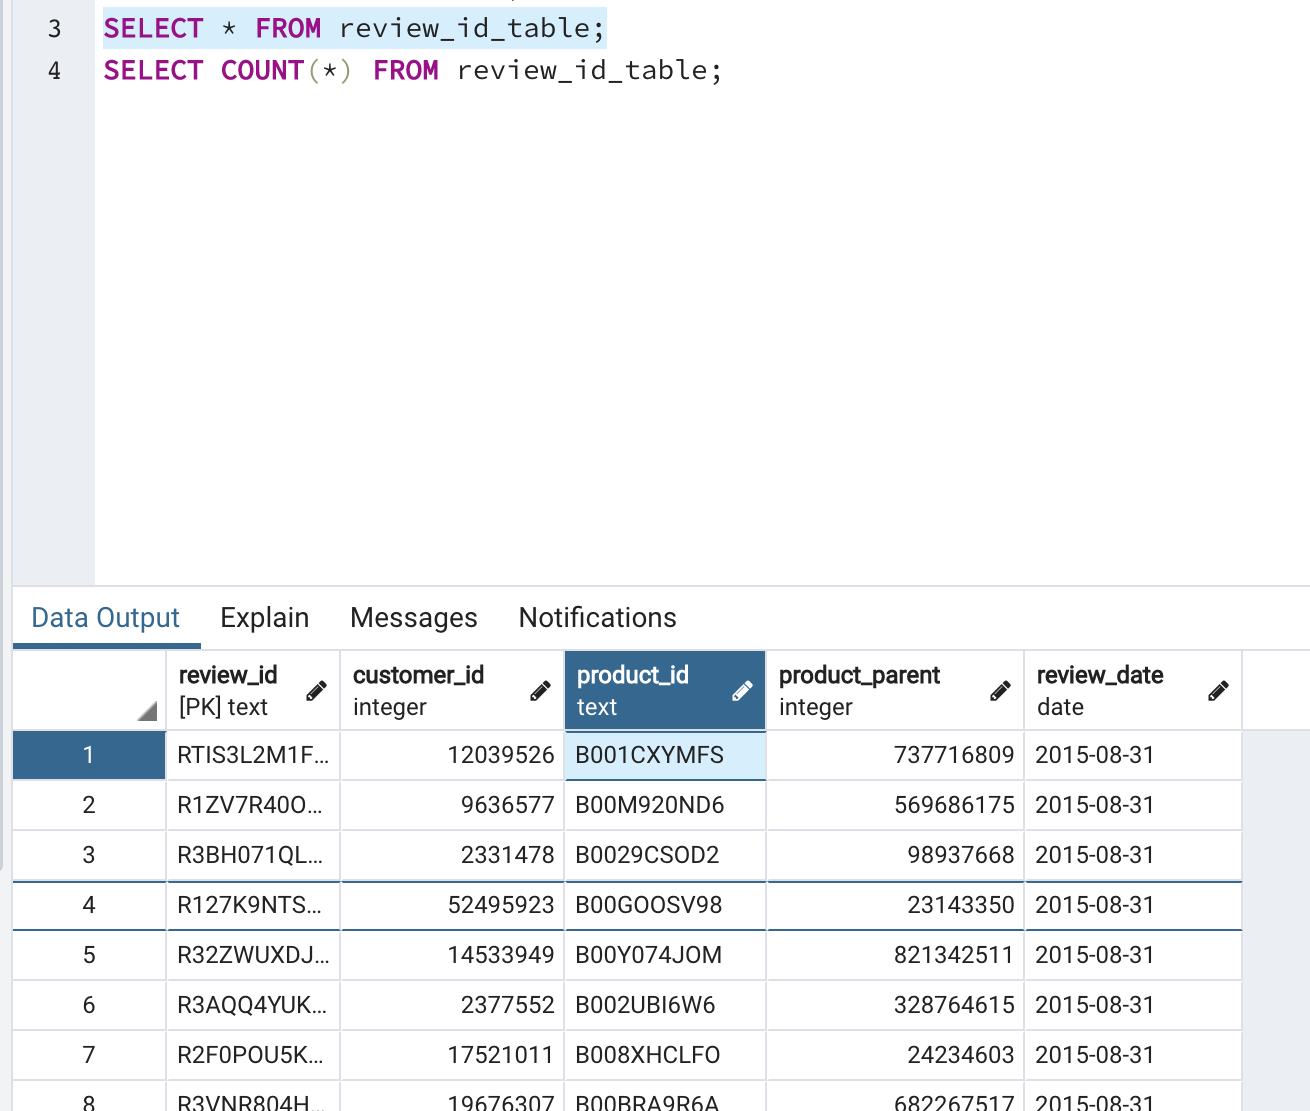 3 SELECT * FROM review_id_table;
4 SELECT COUNT(*) FROM review_id_table;
Data Output Explain Messages Notifications
review_id customer_id product_id product_parent review_date
[PK] text integer text integer date
1 RTIS3L2M1F... 12039526 B001CXYMFS 737716809 2015-08-31
2 R1ZV7R40O... 9636577 B00M920ND6 569686175 2015-08-31
3 R3BH071QL... 2331478 B0029CSOD2 98937668 2015-08-31
4 R127K9NTS... 52495923 B00GOOSV98 23143350 2015-08-31
5 R32ZWUXDJ... 14533949 B00Y074JOM 821342511 2015-08-31
6 R3AQQ4YUK... 2377552 B002UBI6W6 328764615 2015-08-31
7 R2F0POU5K... 17521011 B008XHCLFO 24234603 2015-08-31
8 R3VNR804H... 19676307 B00BRA9R6A 682267517 2015-08-31